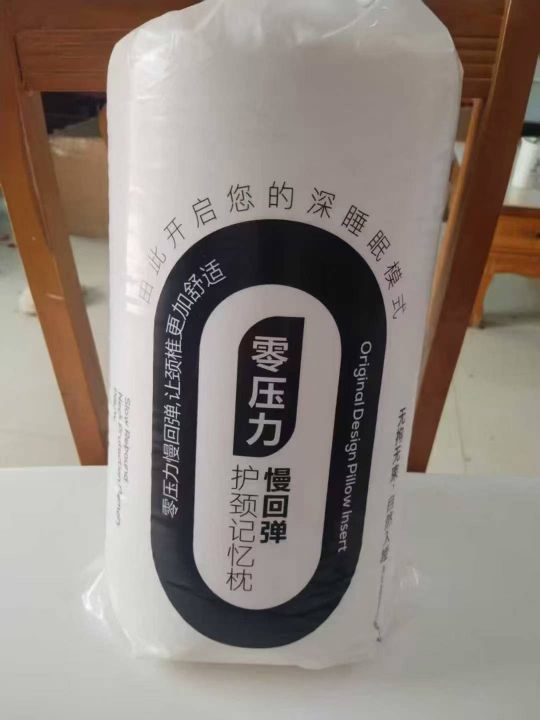 由此开启您的深睡眠模式
零压力慢回弹,让颈椎更加舒适
零压力
慢回弹
护颈记忆枕
Original Design Pillow Insert
Slow Rebound